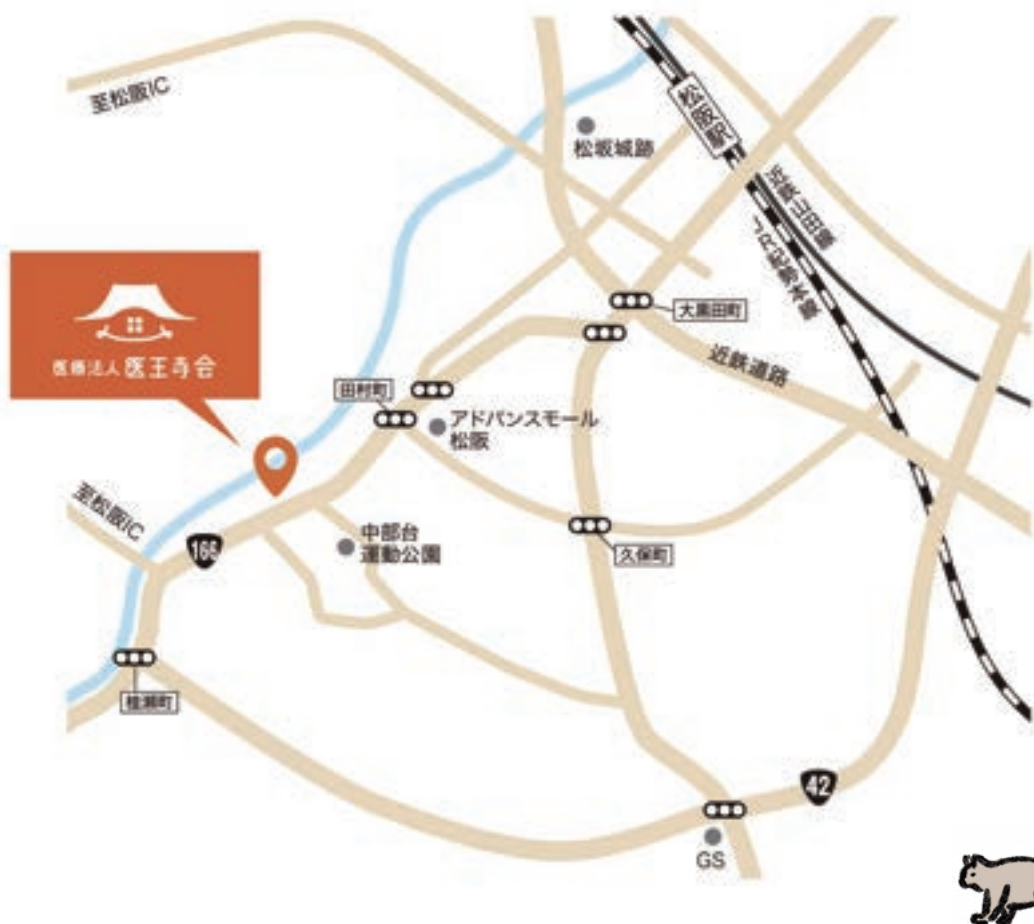 至松阪IC
松坂城跡
松阪駅
近鉄山田線
JR紀勢本線
大黒田町
近鉄道路
医療法人 医王寺会
田村町
アドバンスモール
松阪
至松阪IC
166
中部台
運動公園
久保町
桂瀬町
42
GS